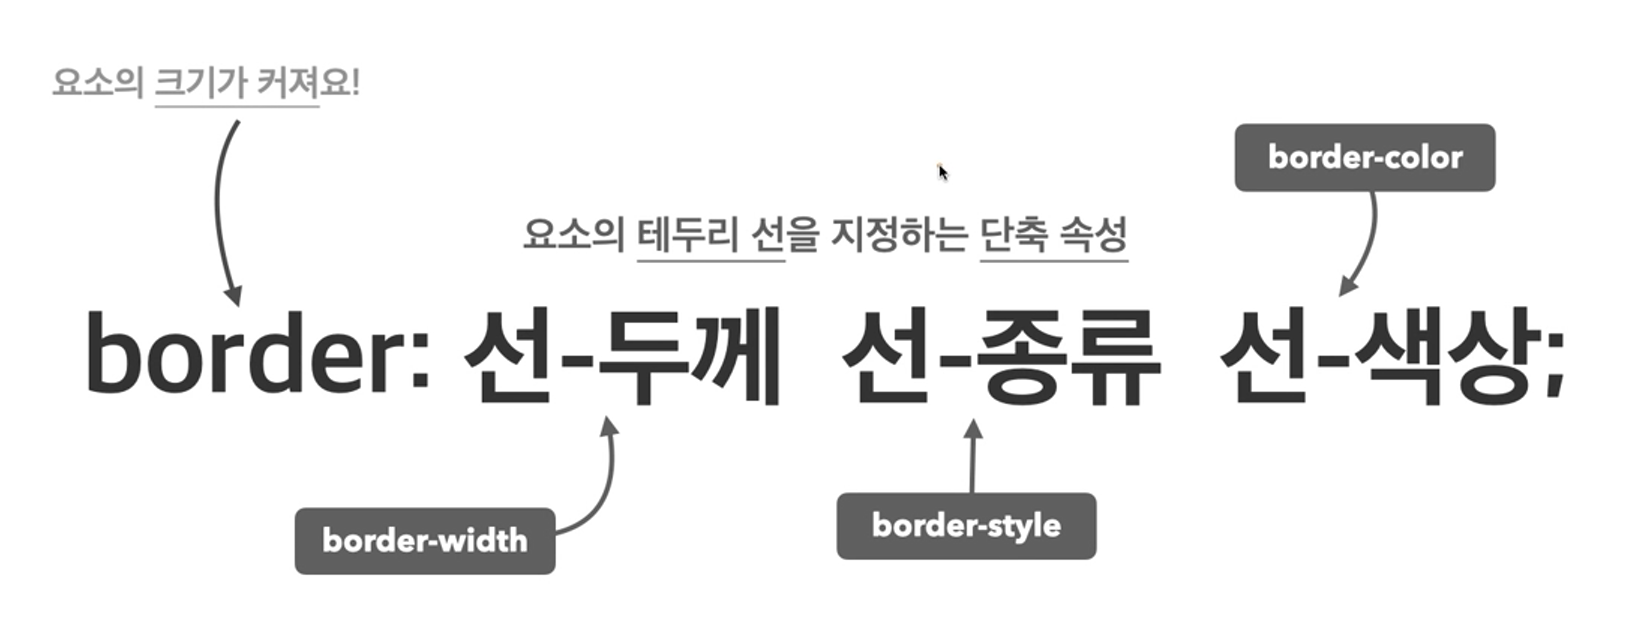 요소의 크기가 커져요!
border-color
요소의 테두리 선을 지정하는 단축 속성
border: 선-두께 선-종류 선-색상;
border-width
border-style